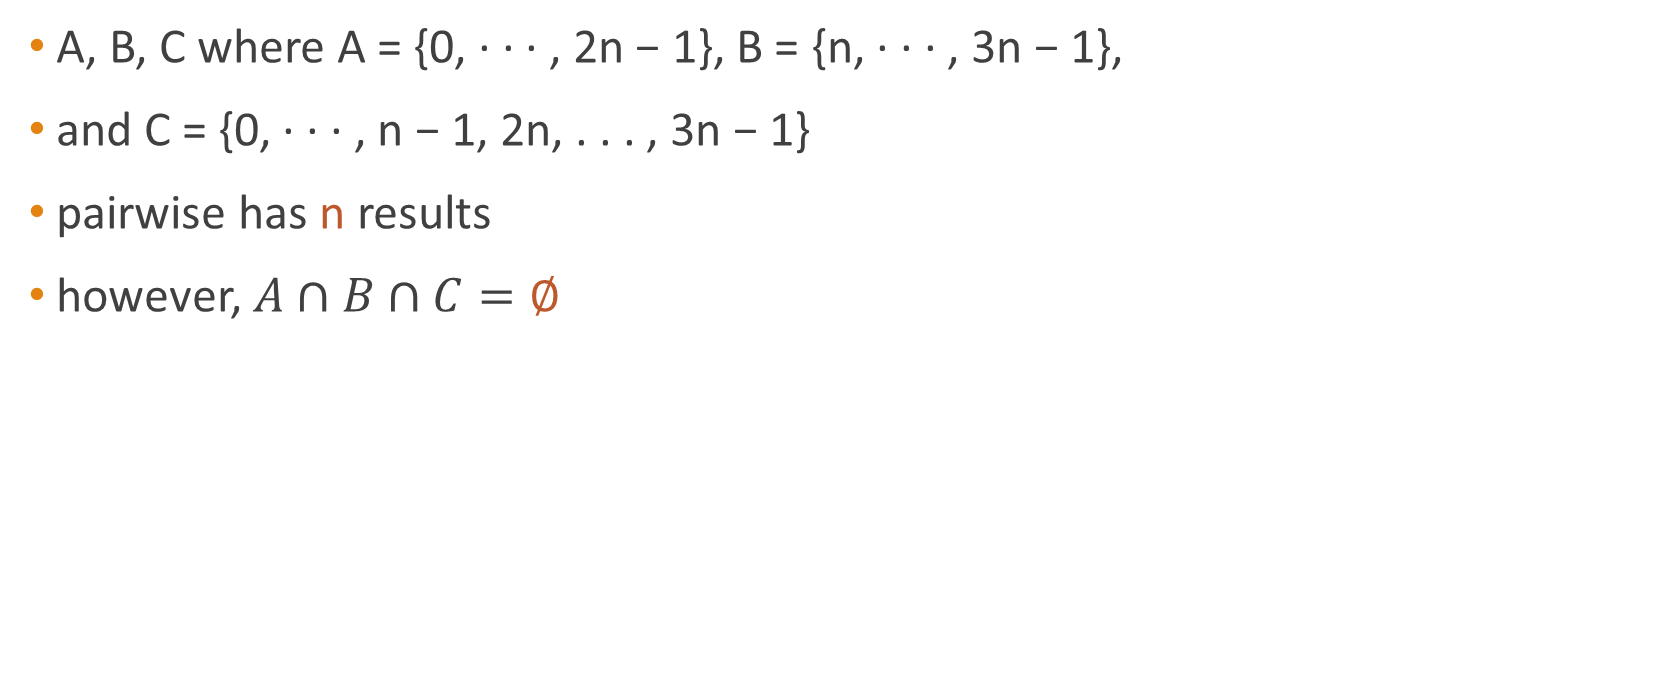 • A, B, C where A = {0, · · · , 2n − 1}, B = {n, · · · , 3n − 1},
• and C = {0, · · · , n − 1, 2n, . . . , 3n − 1}
• pairwise has n results
• however, 𝐴 ∩ 𝐵 ∩ 𝐶 = ∅